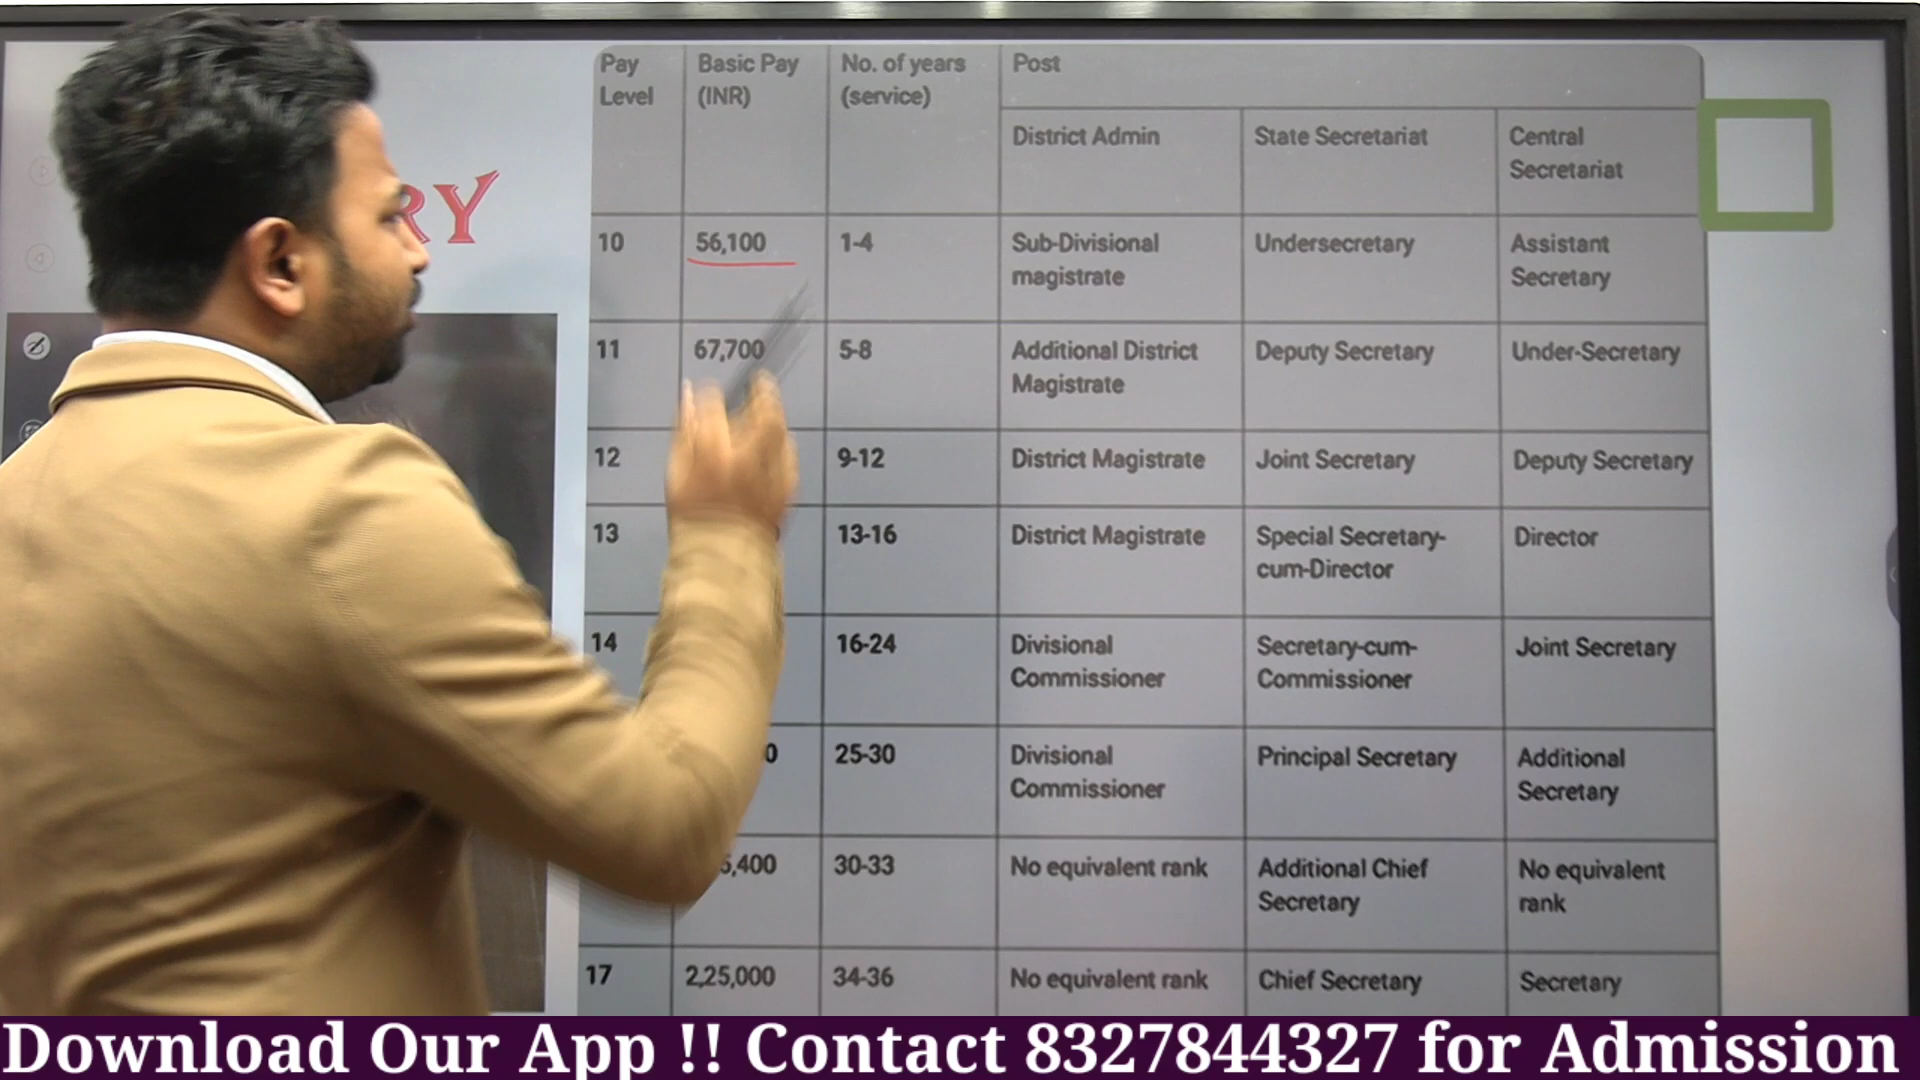 RY
Pay Level
Basic Pay (INR)
No. of years (service)
Post
District Admin
State Secretariat
Central Secretariat
10
56,100
1-4
Sub-Divisional magistrate
Undersecretary
Assistant Secretary
11
67,700
5-8
Additional District Magistrate
Deputy Secretary
Under-Secretary
12
9-12
District Magistrate
Joint Secretary
Deputy Secretary
13
13-16
District Magistrate
Special Secretary-cum-Director
Director
14
16-24
Divisional Commissioner
Secretary-cum-Commissioner
Joint Secretary
0
25-30
Divisional Commissioner
Principal Secretary
Additional Secretary
5,400
30-33
No equivalent rank
Additional Chief Secretary
No equivalent rank
17
2,25,000
34-36
No equivalent rank
Chief Secretary
Secretary
Download Our App !! Contact 8327844327 for Admission